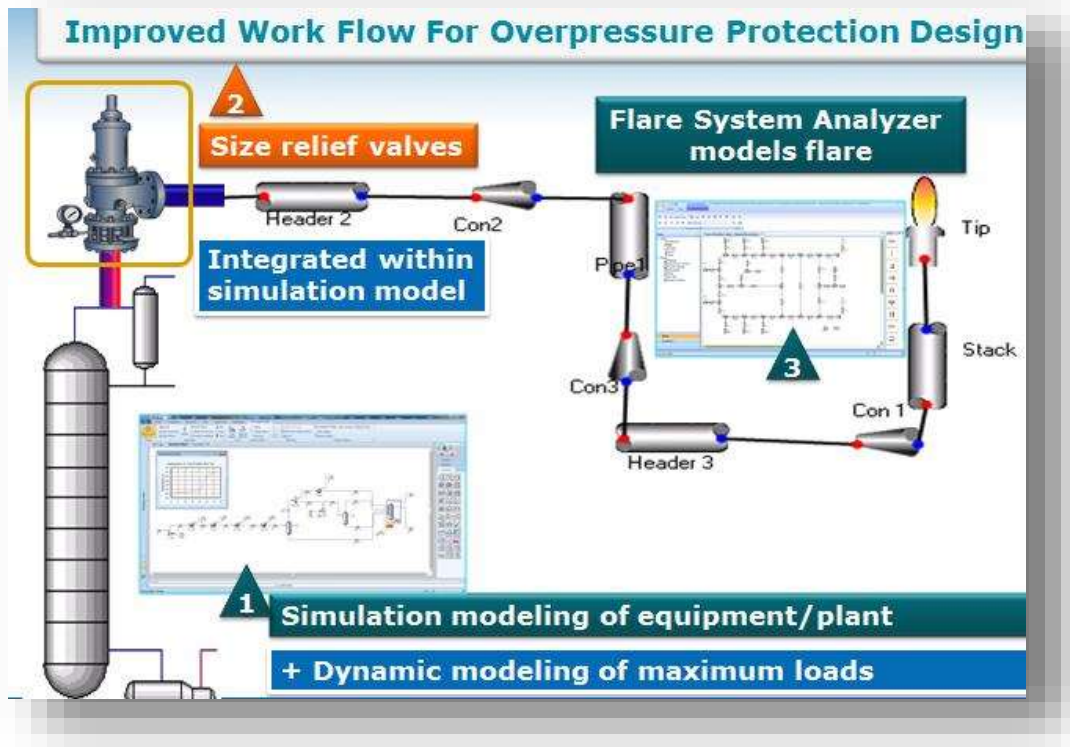 Improved Work Flow For Overpressure Protection Design
2
Size relief valves
Flare System Analyzer
models flare
Header 2
Con2
Tip
Integrated within
simulation model
Pipe1
3
Stack
Con3
Con 1
Header 3
1
Simulation modeling of equipment/plant
+ Dynamic modeling of maximum loads